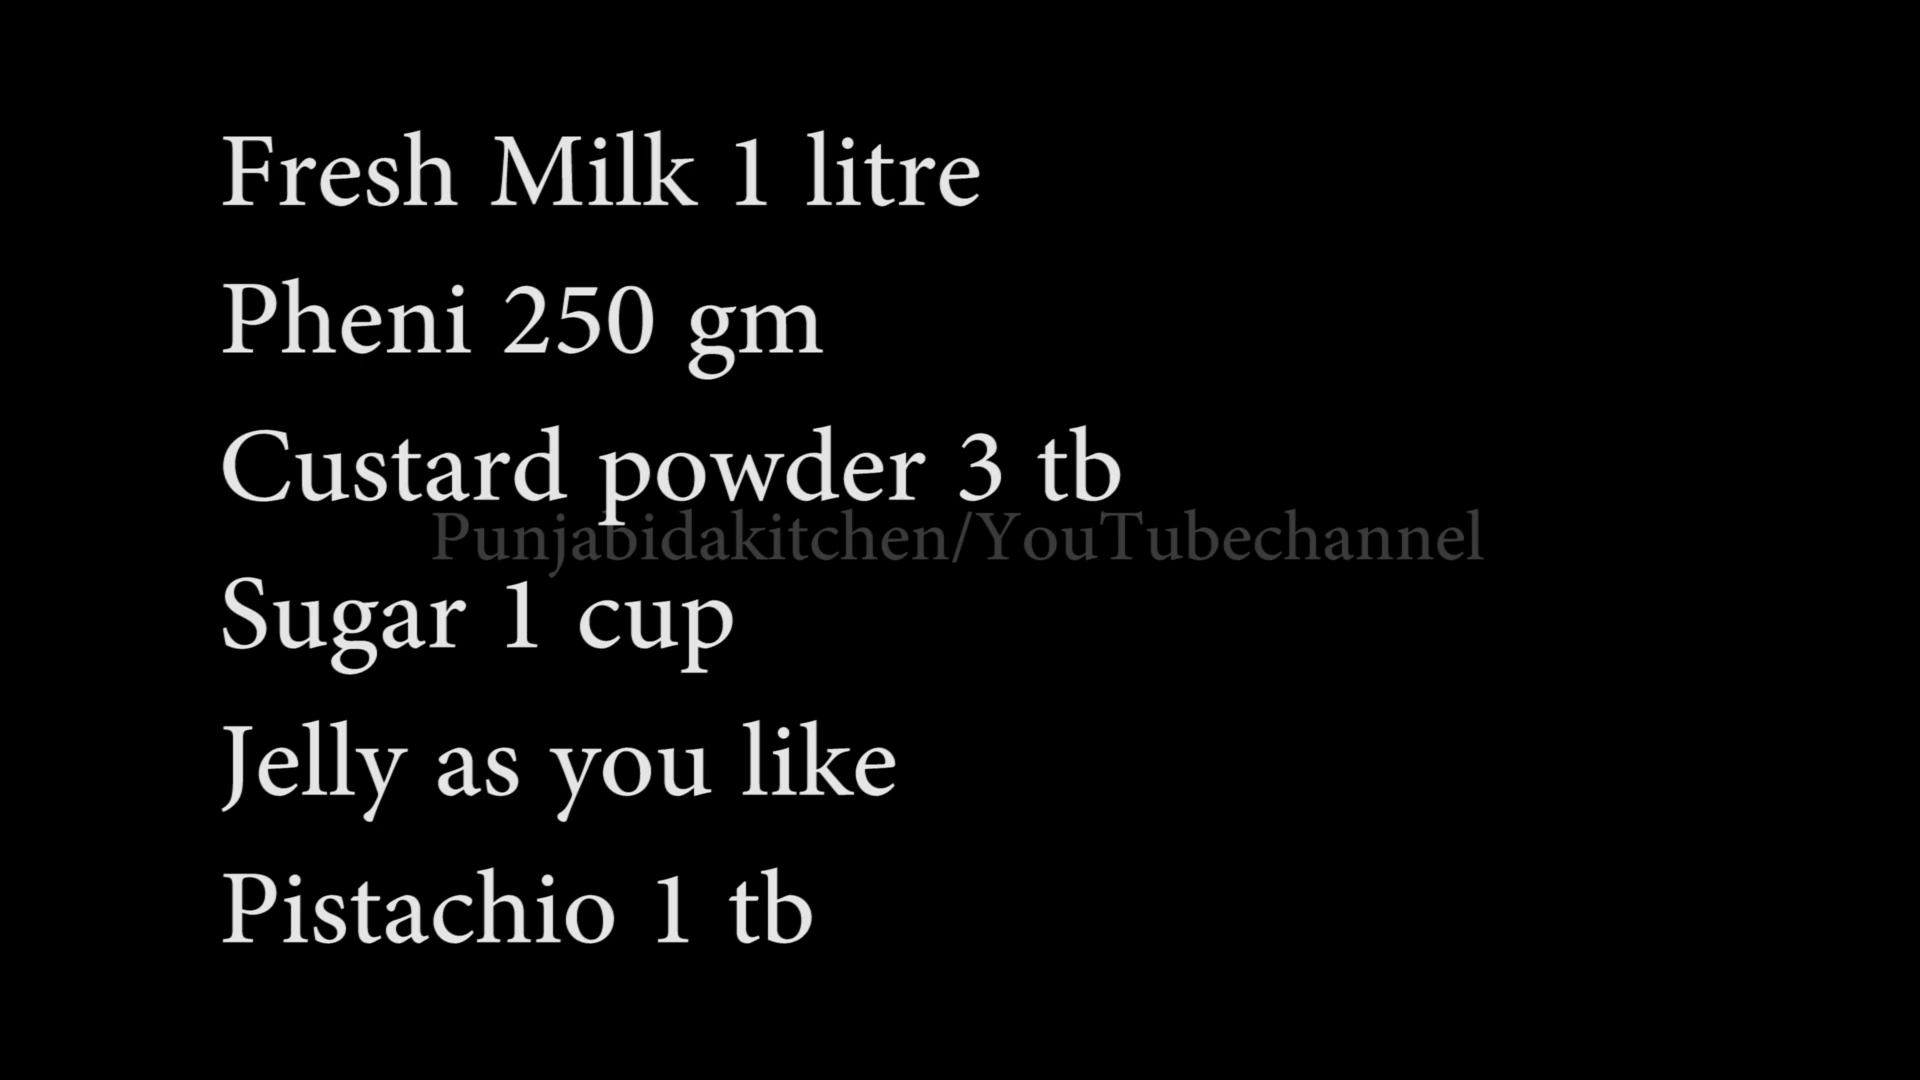 Fresh Milk 1 litre
Pheni 250 gm
Custard powder 3 tb
Punjabidakitchen/YouTubechannel
Sugar 1 cup
Jelly as you like
Pistachio 1 tb